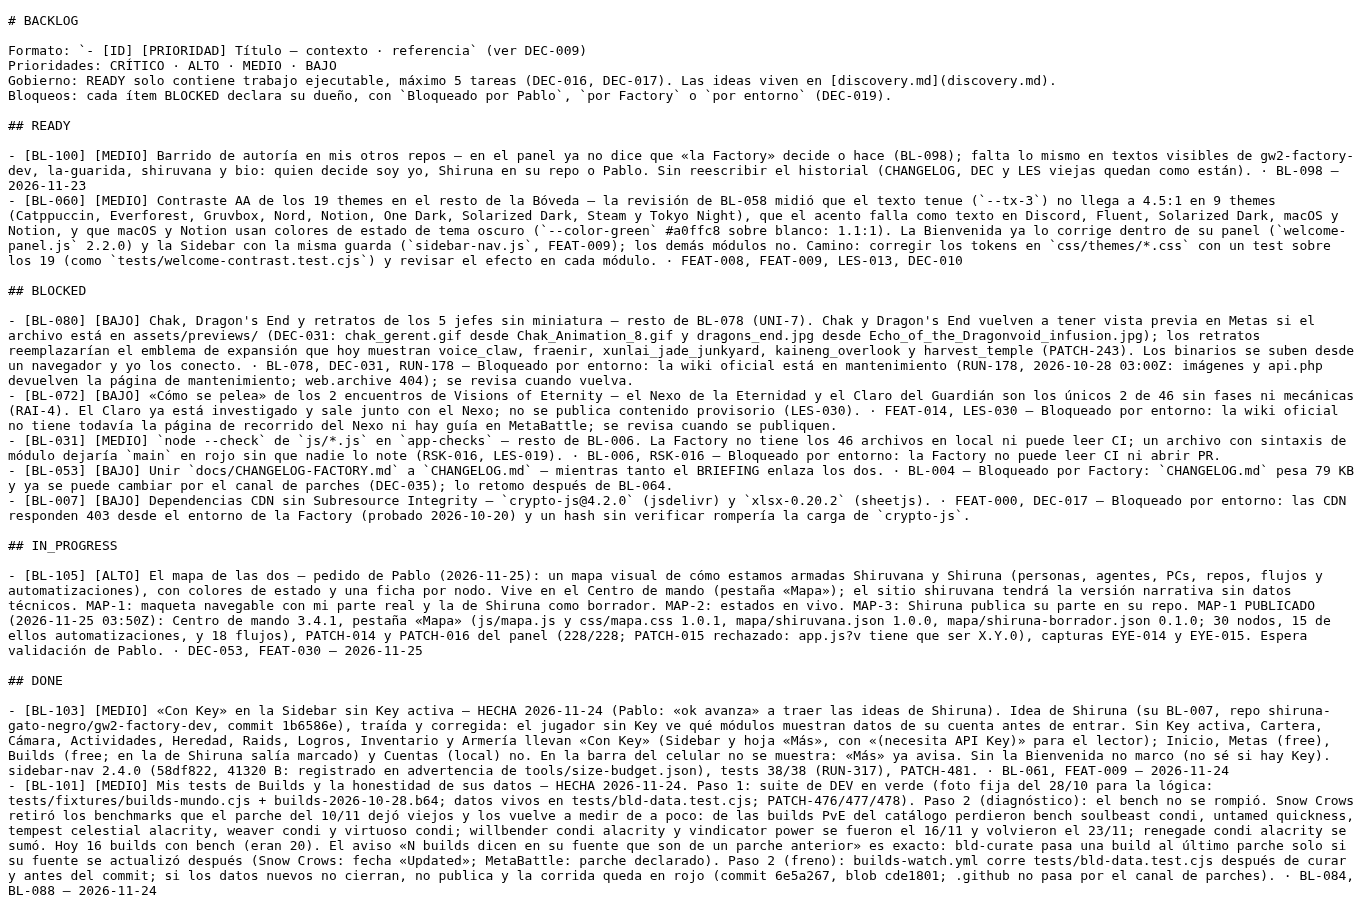 # BACKLOG
Formato: `- [ID] [PRIORIDAD] Título — contexto · referencia` (ver DEC-009)
Prioridades: CRÍTICO · ALTO · MEDIO · BAJO
Gobierno: READY solo contiene trabajo ejecutable, máximo 5 tareas (DEC-016, DEC-017). Las ideas viven en [discovery.md](discovery.md).
Bloqueos: cada ítem BLOCKED declara su dueño, con `Bloqueado por Pablo`, `por Factory` o `por entorno` (DEC-019).
## READY
- [BL-100] [MEDIO] Barrido de autoría en mis otros repos — en el panel ya no dice que «la Factory» decide o hace (BL-098); falta lo mismo en textos visibles de gw2-factory-
dev, la-guarida, shiruvana y bio: quien decide soy yo, Shiruna en su repo o Pablo. Sin reescribir el historial (CHANGELOG, DEC y LES viejas quedan como están). · BL-098 —
2026-11-23
- [BL-060] [MEDIO] Contraste AA de los 19 themes en el resto de la Bóveda — la revisión de BL-058 midió que el texto tenue (`--tx-3`) no llega a 4.5:1 en 9 themes
(Catppuccin, Everforest, Gruvbox, Nord, Notion, One Dark, Solarized Dark, Steam y Tokyo Night), que el acento falla como texto en Discord, Fluent, Solarized Dark, macOS y
Notion, y que macOS y Notion usan colores de estado de tema oscuro (`--color-green` #a0ffc8 sobre blanco: 1.1:1). La Bienvenida ya lo corrige dentro de su panel (`welcome-
panel.js` 2.2.0) y la Sidebar con la misma guarda (`sidebar-nav.js`, FEAT-009); los demás módulos no. Camino: corregir los tokens en `css/themes/*.css` con un test sobre
los 19 (como `tests/welcome-contrast.test.cjs`) y revisar el efecto en cada módulo. · FEAT-008, FEAT-009, LES-013, DEC-010
## BLOCKED
- [BL-080] [BAJO] Chak, Dragon's End y retratos de los 5 jefes sin miniatura — resto de BL-078 (UNI-7). Chak y Dragon's End vuelven a tener vista previa en Metas si el
archivo está en assets/previews/ (DEC-031: chak_gerent.gif desde Chak_Animation_8.gif y dragons_end.jpg desde Echo_of_the_Dragonvoid_infusion.jpg); los retratos
reemplazarían el emblema de expansión que hoy muestran voice_claw, fraenir, xunlai_jade_junkyard, kaineng_overlook y harvest_temple (PATCH-243). Los binarios se suben desde
un navegador y yo los conecto. · BL-078, DEC-031, RUN-178 — Bloqueado por entorno: la wiki oficial está en mantenimiento (RUN-178, 2026-10-28 03:00Z: imágenes y api.php
devuelven la página de mantenimiento; web.archive 404); se revisa cuando vuelva.
- [BL-072] [BAJO] «Cómo se pelea» de los 2 encuentros de Visions of Eternity — el Nexo de la Eternidad y el Claro del Guardián son los únicos 2 de 46 sin fases ni mecánicas
(RAI-4). El Claro ya está investigado y sale junto con el Nexo; no se publica contenido provisorio (LES-030). · FEAT-014, LES-030 — Bloqueado por entorno: la wiki oficial
no tiene todavía la página de recorrido del Nexo ni hay guía en MetaBattle; se revisa cuando se publiquen.
- [BL-031] [MEDIO] `node --check` de `js/*.js` en `app-checks` — resto de BL-006. La Factory no tiene los 46 archivos en local ni puede leer CI; un archivo con sintaxis de
módulo dejaría `main` en rojo sin que nadie lo note (RSK-016, LES-019). · BL-006, RSK-016 — Bloqueado por entorno: la Factory no puede leer CI ni abrir PR.
- [BL-053] [BAJO] Unir `docs/CHANGELOG-FACTORY.md` a `CHANGELOG.md` — mientras tanto el BRIEFING enlaza los dos. · BL-004 — Bloqueado por Factory: `CHANGELOG.md` pesa 79 KB
y ya se puede cambiar por el canal de parches (DEC-035); lo retomo después de BL-064.
- [BL-007] [BAJO] Dependencias CDN sin Subresource Integrity — `crypto-js@4.2.0` (jsdelivr) y `xlsx-0.20.2` (sheetjs). · FEAT-000, DEC-017 — Bloqueado por entorno: las CDN
responden 403 desde el entorno de la Factory (probado 2026-10-20) y un hash sin verificar rompería la carga de `crypto-js`.
## IN_PROGRESS
- [BL-105] [ALTO] El mapa de las dos — pedido de Pablo (2026-11-25): un mapa visual de cómo estamos armadas Shiruvana y Shiruna (personas, agentes, PCs, repos, flujos y
automatizaciones), con colores de estado y una ficha por nodo. Vive en el Centro de mando (pestaña «Mapa»); el sitio shiruvana tendrá la versión narrativa sin datos
técnicos. MAP-1: maqueta navegable con mi parte real y la de Shiruna como borrador. MAP-2: estados en vivo. MAP-3: Shiruna publica su parte en su repo. MAP-1 PUBLICADO
(2026-11-25 03:50Z): Centro de mando 3.4.1, pestaña «Mapa» (js/mapa.js y css/mapa.css 1.0.1, mapa/shiruvana.json 1.0.0, mapa/shiruna-borrador.json 0.1.0; 30 nodos, 15 de
ellos automatizaciones, y 18 flujos), PATCH-014 y PATCH-016 del panel (228/228; PATCH-015 rechazado: app.js?v tiene que ser X.Y.0), capturas EYE-014 y EYE-015. Espera
validación de Pablo. · DEC-053, FEAT-030 — 2026-11-25
## DONE
- [BL-103] [MEDIO] «Con Key» en la Sidebar sin Key activa — HECHA 2026-11-24 (Pablo: «ok avanza» a traer las ideas de Shiruna). Idea de Shiruna (su BL-007, repo shiruna-
gato-negro/gw2-factory-dev, commit 1b6586e), traída y corregida: el jugador sin Key ve qué módulos muestran datos de su cuenta antes de entrar. Sin Key activa, Cartera,
Cámara, Actividades, Heredad, Raids, Logros, Inventario y Armería llevan «Con Key» (Sidebar y hoja «Más», con «(necesita API Key)» para el lector); Inicio, Metas (free),
Builds (free; en la de Shiruna salía marcado) y Cuentas (local) no. En la barra del celular no se muestra: «Más» ya avisa. Sin la Bienvenida no marco (no sé si hay Key).
sidebar-nav 2.4.0 (58df822, 41320 B: registrado en advertencia de tools/size-budget.json), tests 38/38 (RUN-317), PATCH-481. · BL-061, FEAT-009 — 2026-11-24
- [BL-101] [MEDIO] Mis tests de Builds y la honestidad de sus datos — HECHA 2026-11-24. Paso 1: suite de DEV en verde (foto fija del 28/10 para la lógica:
tests/fixtures/builds-mundo.cjs + builds-2026-10-28.b64; datos vivos en tests/bld-data.test.cjs; PATCH-476/477/478). Paso 2 (diagnóstico): el bench no se rompió. Snow Crows
retiró los benchmarks que el parche del 10/11 dejó viejos y los vuelve a medir de a poco: de las builds PvE del catálogo perdieron bench soulbeast condi, untamed quickness,
tempest celestial alacrity, weaver condi y virtuoso condi; willbender condi alacrity y vindicator power se fueron el 16/11 y volvieron el 23/11; renegade condi alacrity se
sumó. Hoy 16 builds con bench (eran 20). El aviso «N builds dicen en su fuente que son de un parche anterior» es exacto: bld-curate pasa una build al último parche solo si
su fuente se actualizó después (Snow Crows: fecha «Updated»; MetaBattle: parche declarado). Paso 2 (freno): builds-watch.yml corre tests/bld-data.test.cjs después de curar
y antes del commit; si los datos nuevos no cierran, no publica y la corrida queda en rojo (commit 6e5a267, blob cde1801; .github no pasa por el canal de parches). · BL-084,
BL-088 — 2026-11-24